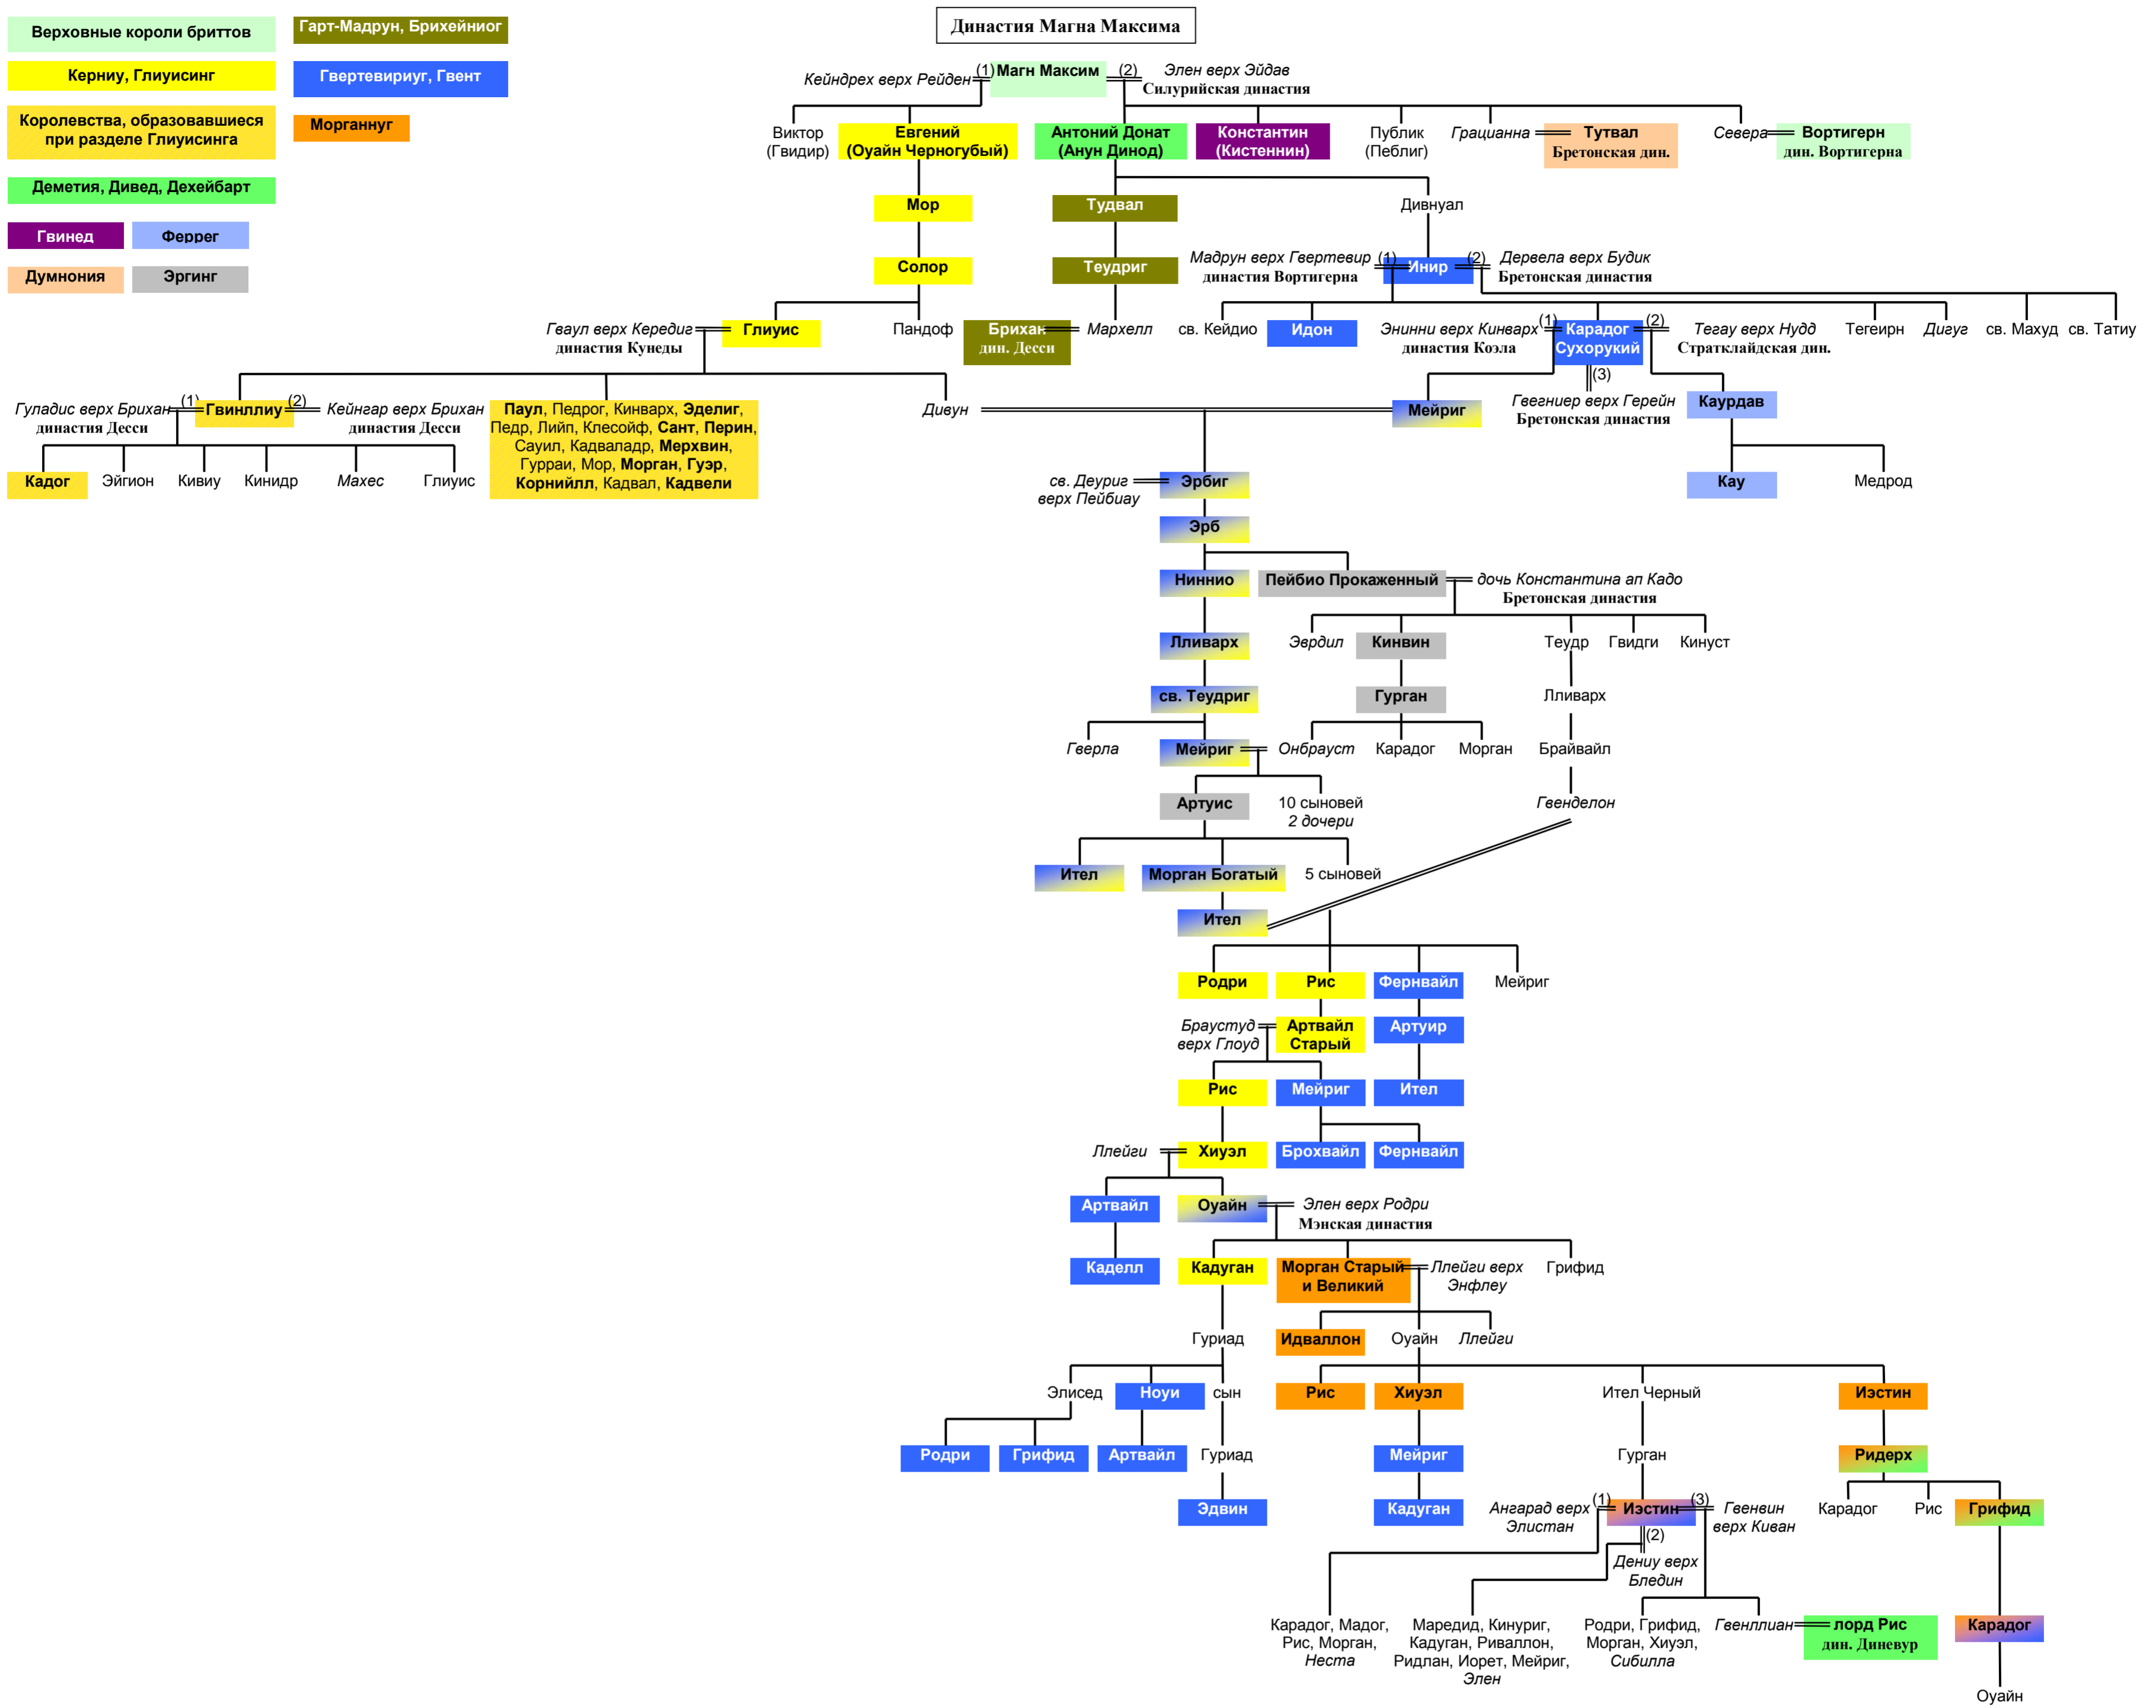 Династия Магна Максима
Верховные короли бриттов
Гарт-Мадрун, Брихейниог
Керниу, Глиуисинг
Гвертевириуг, Гвент
Королевства, образовавшиеся
при разделе Глиуисинга
Морганнуг
Деметия, Дивед, Дехейбарт
Гвинед
Феррег
Думнония
Эргинг
Кейндрех верх Рейден
(1)
Магн Максим
(2)
Элен верх Эйдав
Силурийская династия
Виктор
(Гвидир)
Евгений
(Оуайн Черногубый)
Антоний Донат
(Анун Динод)
Константин
(Кистеннин)
Публик
(Пеблиг)
Грацианна
Тутвал
Бретонская дин.
Севера
Вортигерн
дин. Вортигерна
Мор
Тудвал
Дивнуал
Солор
Теудриг
Мадрун верх Гвертевир
династия Вортигерна
(1)
Инир
(2)
Дервела верх Будик
Бретонская династия
Гваул верх Кередиг
династия Кунеды
Глиуис
Пандоф
Брихан
дин. Десси
Мархелл
св. Кейдио
Идон
Энинни верх Кинварх
династия Коэла
(1)
Карадог
Сухорукий
(2)
Тегау верх Нудд
Стратклайдская дин.
Тегеирн
Дигуг
св. Махуд
св. Татиу
(3)
Гвегниер верх Герейн
Бретонская династия
Гуладис верх Брихан
династия Десси
(1)
Гвинллиу
(2)
Кейнгар верх Брихан
династия Десси
Паул, Педрог, Кинварх, Эделиг,
Педр, Лийп, Клесойф, Сант, Перин,
Сауил, Кадваладр, Мерхвин,
Гурраи, Мор, Морган, Гуэр,
Корнийлл, Кадвал, Кадвели
Дивун
Мейриг
Каурдав
Кадог
Эйгион
Кивиу
Кинидр
Махес
Глиуис
св. Деуриг
верх Пейбиау
Эрбиг
Кау
Медрод
Эрб
Ниннио
Пейбио Прокаженный
дочь Константина ап Кадо
Бретонская династия
Лливарх
Эврдил
Кинвин
Теудр
Гвидги
Кинуст
св. Теудриг
Гурган
Лливарх
Гверла
Мейриг
Онбрауст
Карадог
Морган
Брайвайл
Артуис
10 сыновей
2 дочери
Гвенделон
Ител
Морган Богатый
5 сыновей
Ител
Родри
Рис
Фернвайл
Мейриг
Браустуд
верх Глоуд
Артвайл
Старый
Артуир
Рис
Мейриг
Ител
Ллейги
Хиуэл
Брохвайл
Фернвайл
Артвайл
Оуайн
Элен верх Родри
Мэнская династия
Каделл
Кадуган
Морган Старый
и Великий
Ллейги верх
Энфлеу
Грифид
Гуриад
Идваллон
Оуайн
Ллейги
Элисед
Ноуи
сын
Рис
Хиуэл
Ител Черный
Иэстин
Родри
Грифид
Артвайл
Гуриад
Мейриг
Гурган
Ридерх
Эдвин
Кадуган
Ангарад верх
Элистан
(1)
Иэстин
(3)
Гвенвин
верх Киван
Карадог
Рис
Грифид
(2)
Дениу верх
Бледин
Карадог, Мадог,
Рис, Морган,
Неста
Маредид, Кинуриг,
Кадуган, Риваллон,
Ридлан, Иорет, Мейриг,
Элен
Родри, Грифид,
Морган, Хиуэл,
Сибилла
Гвенллиан
лорд Рис
дин. Диневур
Карадог
Оуайн